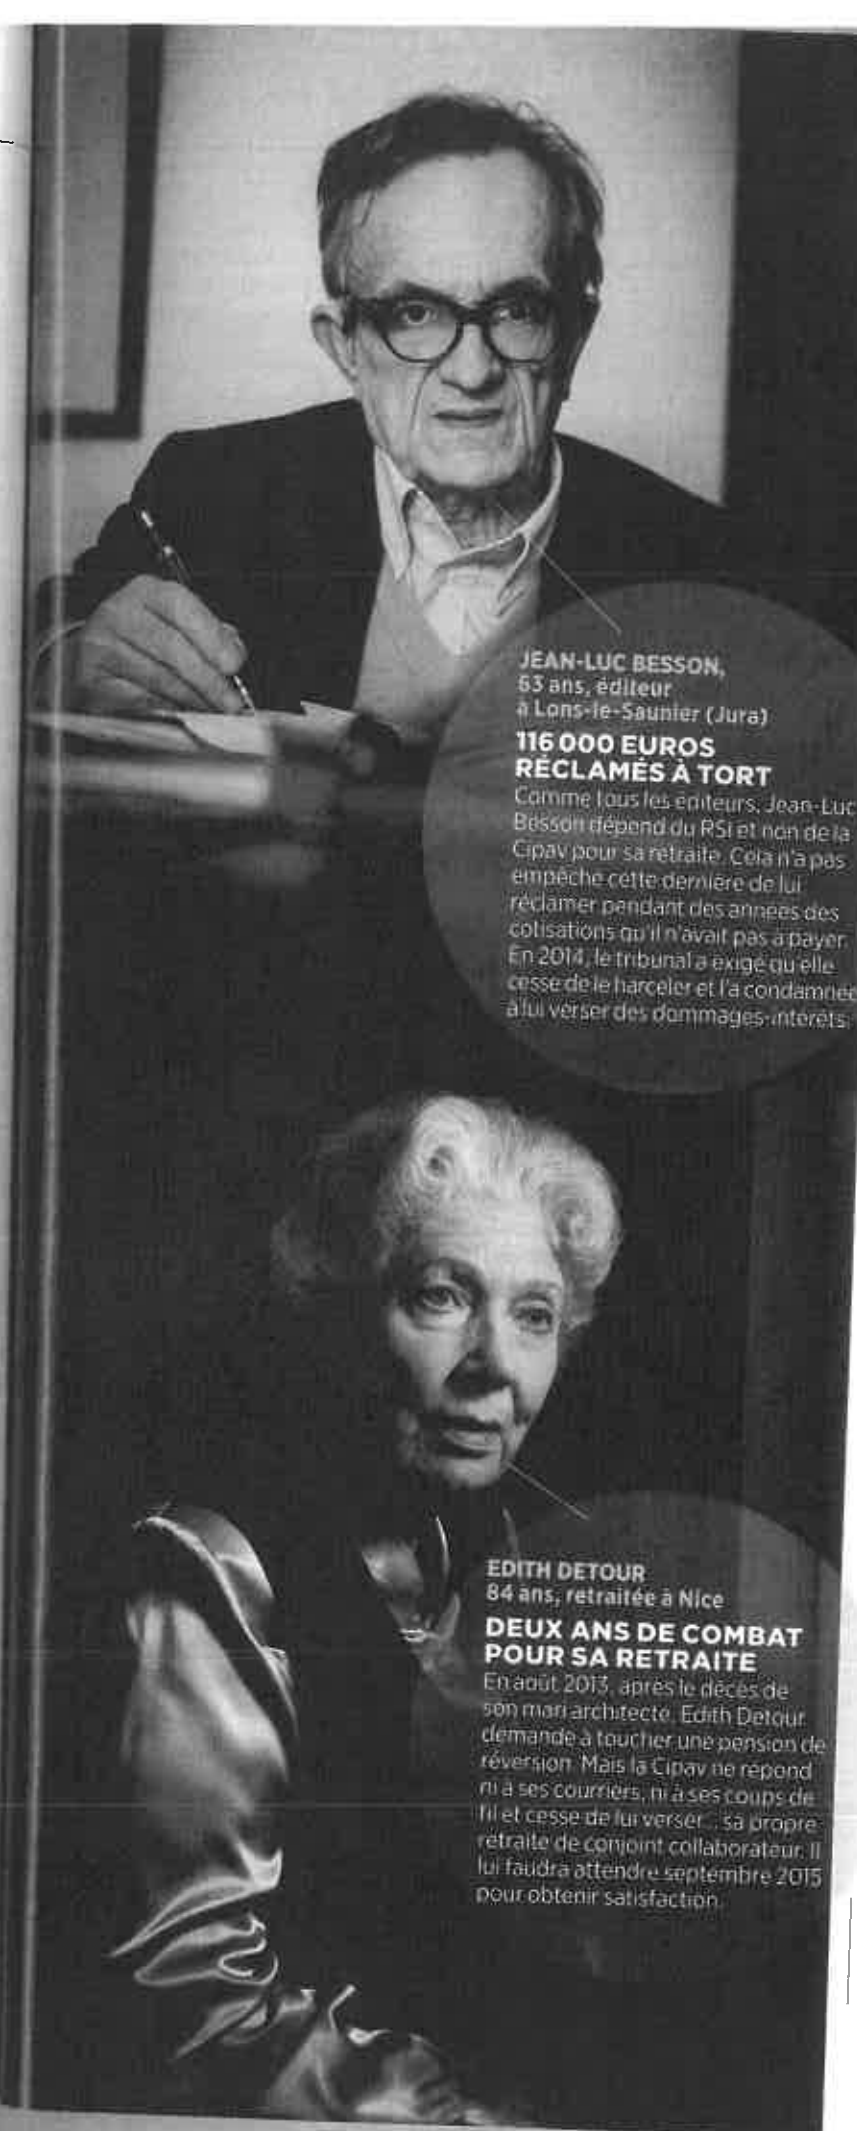 JEAN-LUC BESSON,
63 ans, éditeur
à Lons-le-Saunier (Jura)
116 000 EUROS
RÉCLAMÉS À TORT
Comme tous les éditeurs, Jean-Luc
Besson dépend du RSI et non de la
Cipav pour sa retraite. Cela n'a pas
empêché cette dernière de lui
réclamer pendant des années des
cotisations qu'il n'avait pas à payer.
En 2014, le tribunal a exigé qu'elle
cesse de le harceler et l'a condamnée
à lui verser des dommages-intérêts.
EDITH DETOUR
84 ans, retraitée à Nice
DEUX ANS DE COMBAT
POUR SA RETRAITE
En août 2013, après le décès de
son mari architecte, Edith Detour
demande à toucher une pension de
réversion. Mais la Cipav ne répond
ni à ses courriers, ni à ses coups de
fil et cesse de lui verser... sa propre
retraite de conjoint collaborateur. Il
lui faudra attendre septembre 2015
pour obtenir satisfaction.